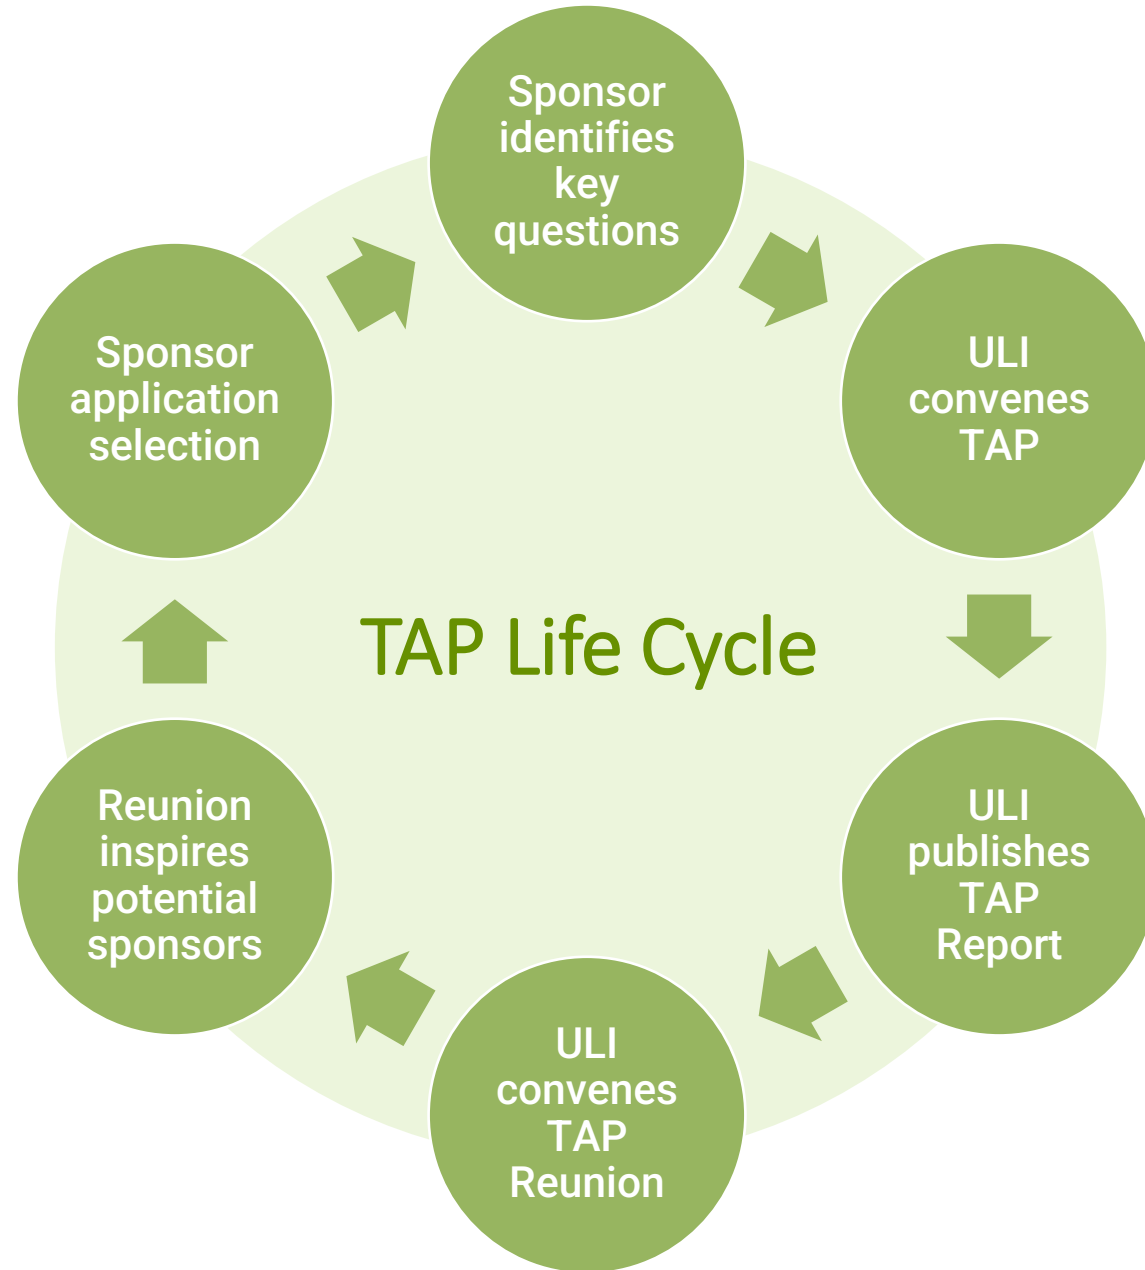 Sponsor
identifies
key
questions
ULI
convenes
TAP
ULI
publishes
TAP
Report
ULI
convenes
TAP
Reunion
Reunion
inspires
potential
sponsors
Sponsor
application
selection
TAP Life Cycle